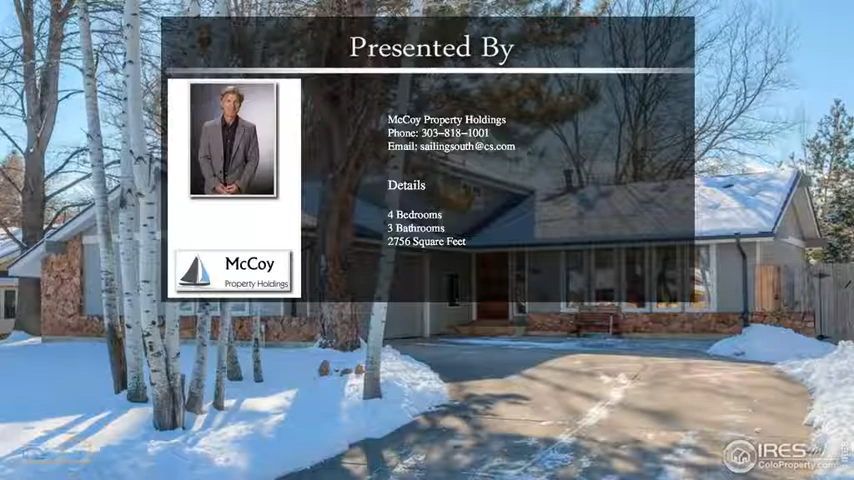 Presented By
McCoy Property Holdings
Phone: 303-818-1001
Email: sailingsouth@cs.com
Details
4 Bedrooms
3 Bathrooms
2756 Square Feet
McCoy
Property Holdings
IRES
ColoProperty.com